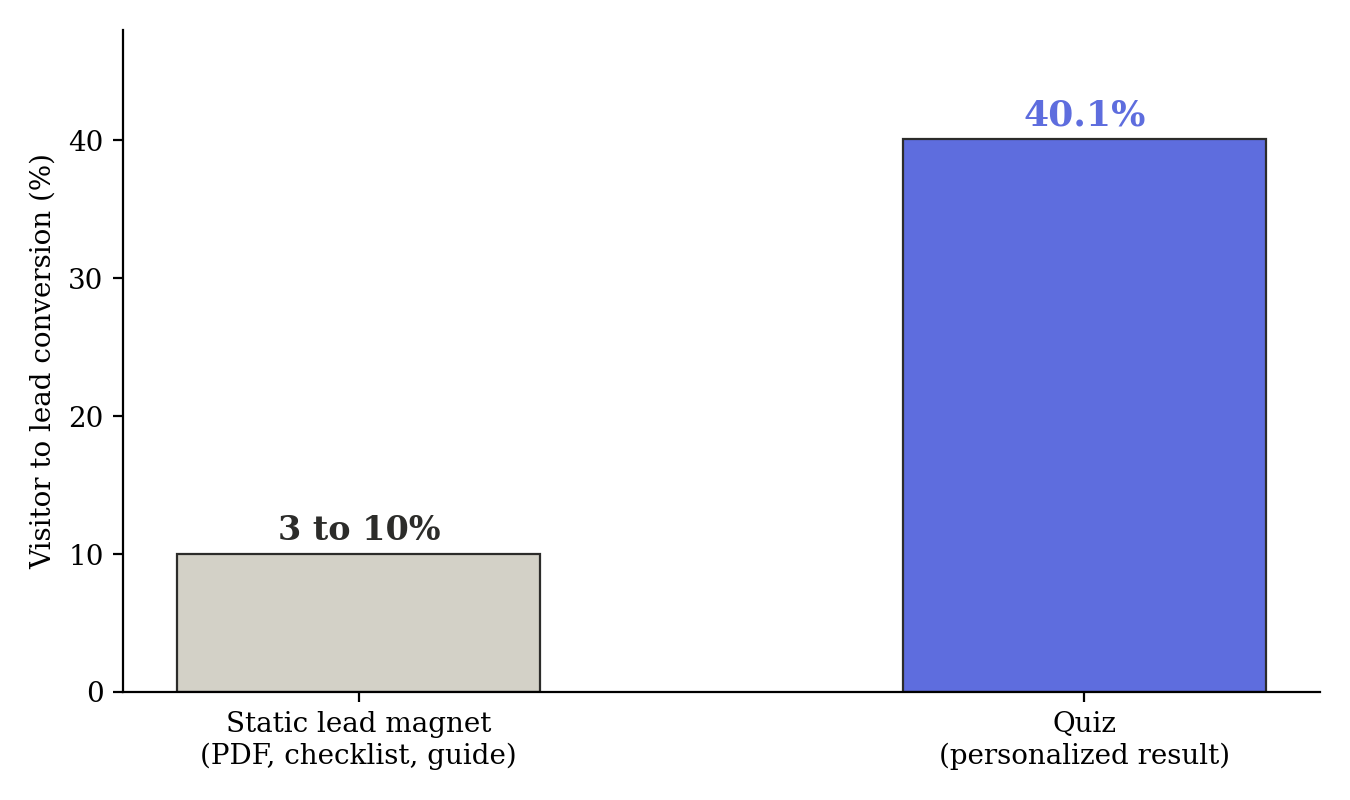 Visitor to lead conversion (%)
40
30
20
10
0
3 to 10%
40.1%
Static lead magnet
(PDF, checklist, guide)
Quiz
(personalized result)